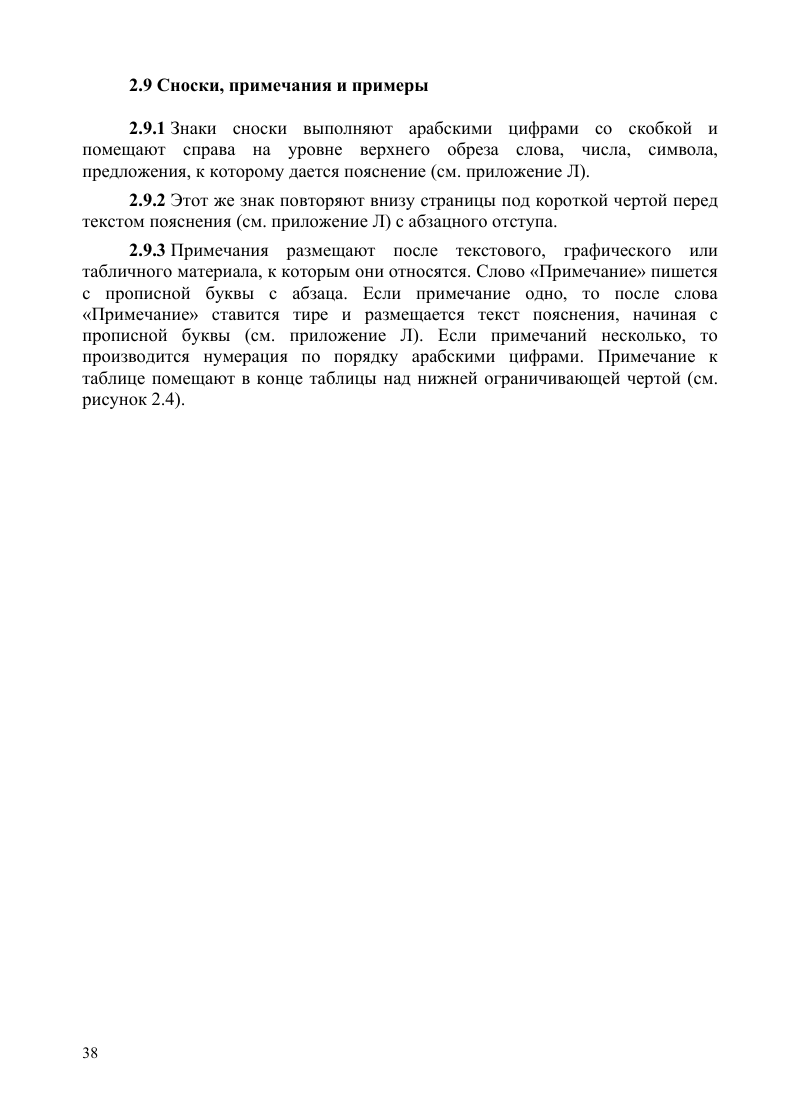 2.9 Сноски, примечания и примеры
2.9.1 Знаки сноски выполняют арабскими цифрами со скобкой и
помещают справа на уровне верхнего обреза слова, числа, символа,
предложения, к которому дается пояснение (см. приложение Л).
2.9.2 Этот же знак повторяют внизу страницы под короткой чертой перед
текстом пояснения (см. приложение Л) с абзацного отступа.
2.9.3 Примечания размещают после текстового, графического или
табличного материала, к которым они относятся. Слово «Примечание» пишется
с прописной буквы с абзаца. Если примечание одно, то после слова
«Примечание» ставится тире и размещается текст пояснения, начиная с
прописной буквы (см. приложение Л). Если примечаний несколько, то
производится нумерация по порядку арабскими цифрами. Примечание к
таблице помещают в конце таблицы над нижней ограничивающей чертой (см.
рисунок 2.4).
38